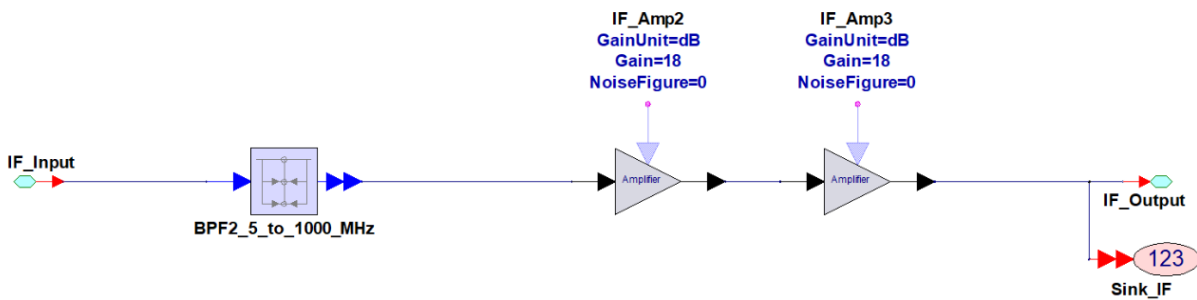 IF_Amp2
GainUnit=dB
Gain=18
NoiseFigure=0
IF_Amp3
GainUnit=dB
Gain=18
NoiseFigure=0
IF_Input
BPF2_5_to_1000_MHz
Amplifier
Amplifier
IF_Output
123
Sink_IF